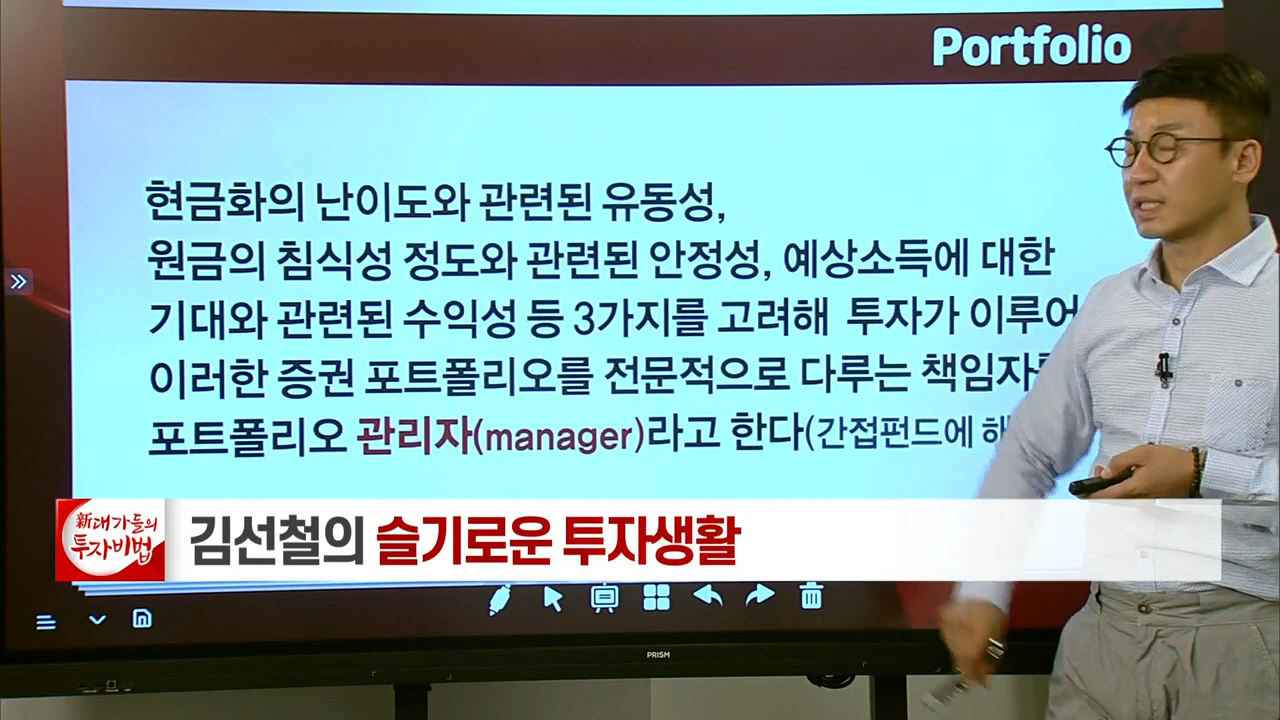 Portfolio
현금화의 난이도와 관련된 유동성,
원금의 침식성 정도와 관련된 안정성, 예상소득에 대한
기대와 관련된 수익성 등 3가지를 고려해 투자가 이루어
이러한 증권 포트폴리오를 전문적으로 다루는 책임자
포트폴리오 관리자(manager)라고 한다(간접펀드에 해
新대가들의
투자비법
김선철의 슬기로운 투자생활
PRISM